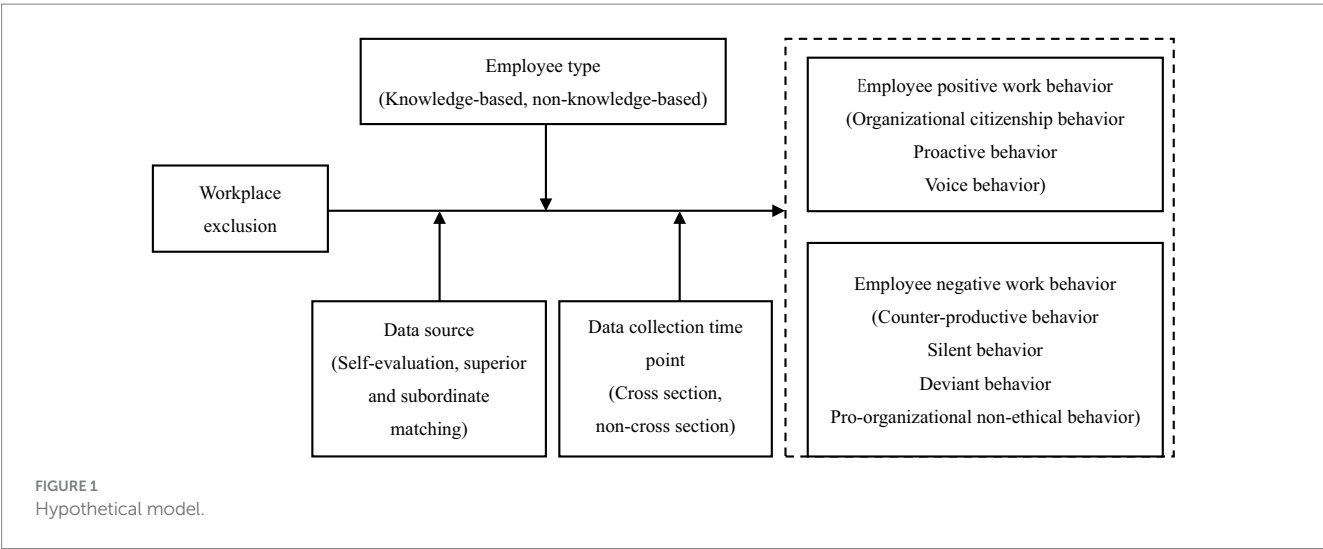 Employee type
(Knowledge-based, non-knowledge-based)
Workplace
exclusion
Data source
(Self-evaluation, superior
and subordinate
matching)
Data collection time
point
(Cross section,
non-cross section)
Employee positive work behavior
(Organizational citizenship behavior
Proactive behavior
Voice behavior)
Employee negative work behavior
(Counter-productive behavior
Silent behavior
Deviant behavior
Pro-organizational non-ethical behavior)
FIGURE 1
Hypothetical model.